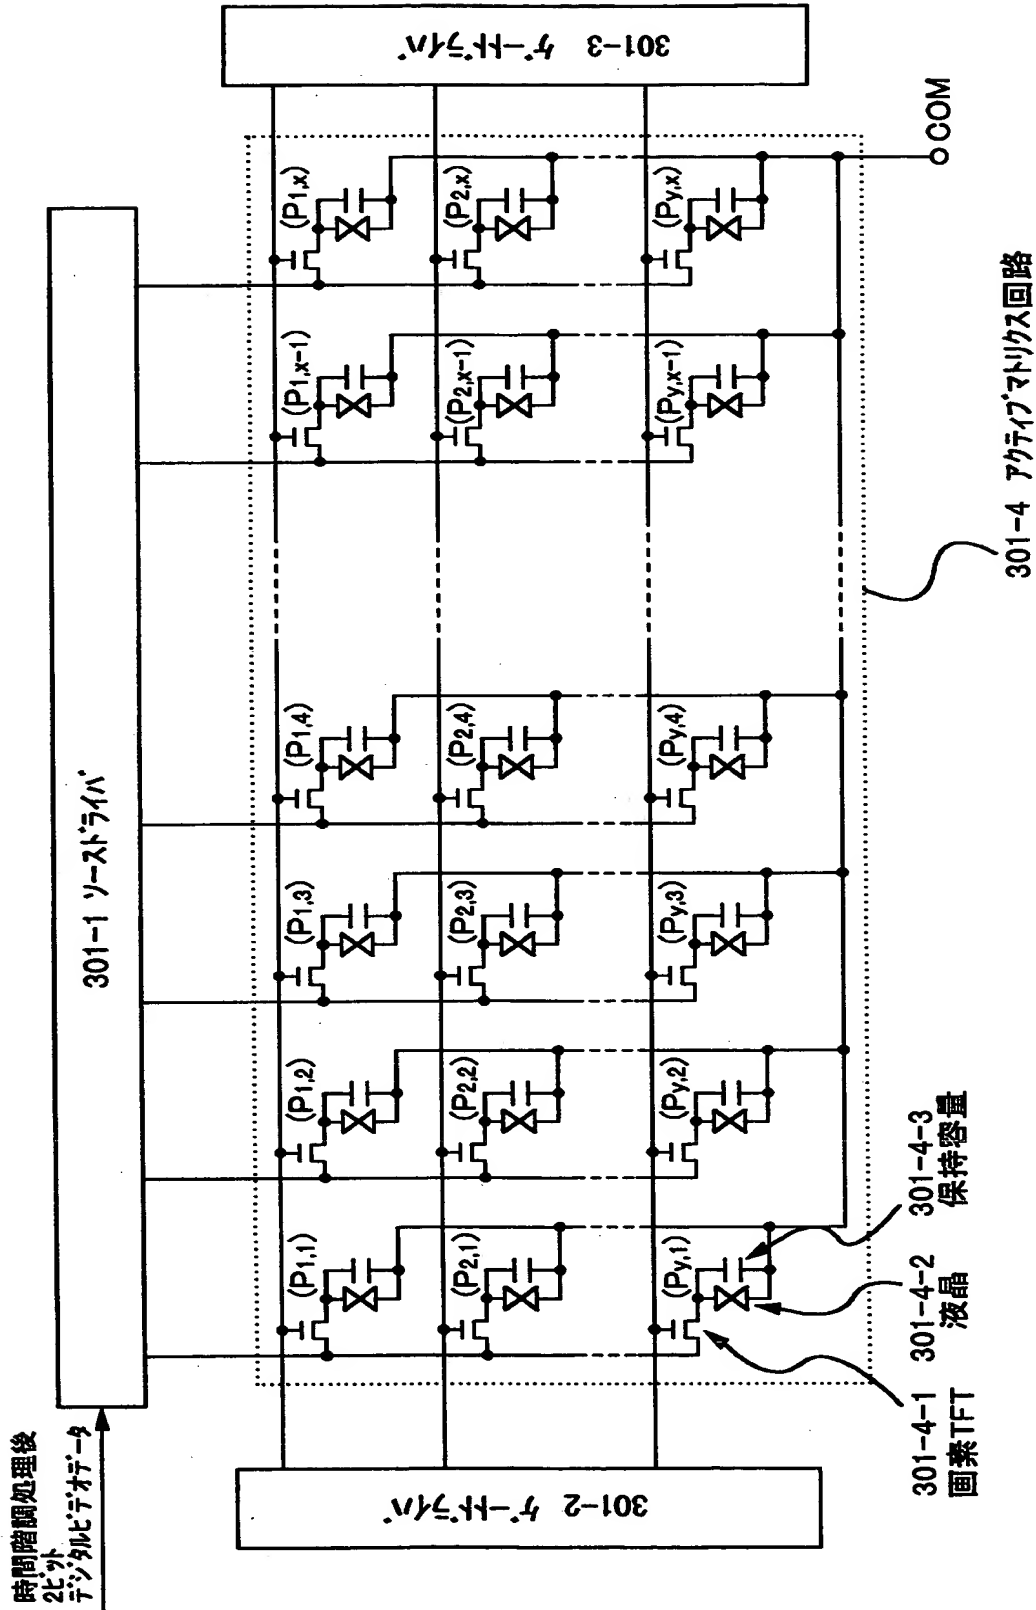 時間階調処理後
2ビット
デジタルビデオデータ
301-1 ソースドライバ
301-2 ゲートドライバ
301-3 ゲートドライバ
(P1,1)
(P1,2)
(P1,3)
(P1,4)
(P1,x-1)
(P1,x)
(P2,1)
(P2,2)
(P2,3)
(P2,4)
(P2,x-1)
(P2,x)
(Py,1)
(Py,2)
(Py,3)
(Py,4)
(Py,x-1)
(Py,x)
COM
301-4-1
画素TFT
301-4-2
液晶
301-4-3
保持容量
301-4 アクティブマトリクス回路